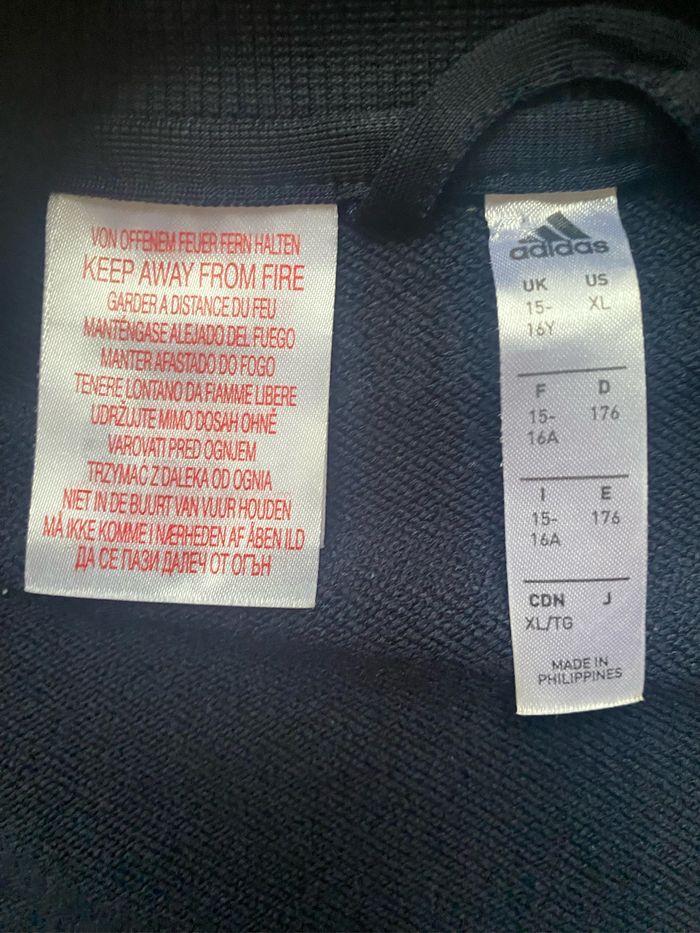 VON OFFENEM FEUER FERN HALTEN
KEEP AWAY FROM FIRE
GARDER A DISTANCE DU FEU
MANTÉNGASE ALEJADO DEL FUEGO
MANTER AFASTADO DO FOGO
TENERE LONTANO DA FIAMME LIBERE
UDRŽUJTE MIMO DOSAH OHNĚ
VAROVATI PRED OGNJEM
TRZYMAĆ Z DALEKA OD OGNIA
NIET IN DE BUURT VAN VUUR HOUDEN
MÅ IKKE KOMME I NÆRHEDEN AF ÅBEN ILD
ДА СЕ ПАЗИ ДАЛЕЧ ОТ ОГЪН
adidas
UK US
15- XL
16Y
F D
15- 176
16A
I E
15- 176
16A
CDN J
XL/TG
MADE IN
PHILIPPINES